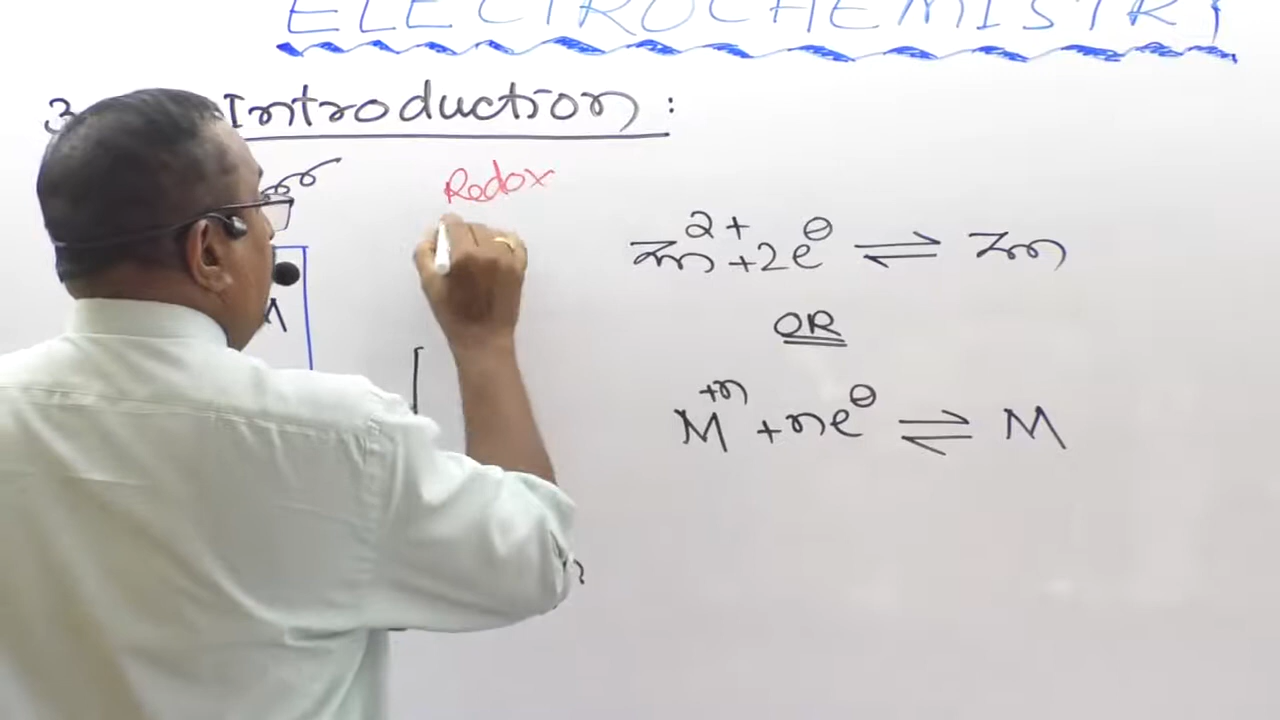 ELECTROCHEMISTRY
3 Introduction :
Redox
Zn²⁺ + 2e⊖ ⇌ Zn
OR
M⁺ⁿ + ne⊖ ⇌ M